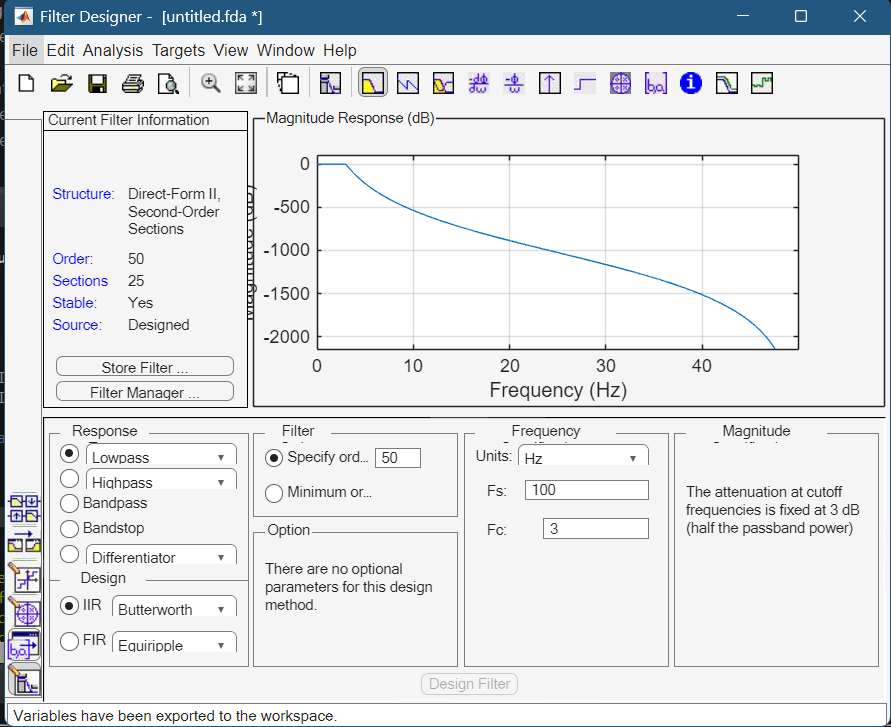 Filter Designer -  [untitled.fda *]
File Edit Analysis Targets View Window Help
Current Filter Information
Structure: Direct-Form II,
Second-Order
Sections
Order: 50
Sections 25
Stable: Yes
Source: Designed
Store Filter ...
Filter Manager ...
Magnitude Response (dB)
0
-500
-1000
-1500
-2000
0 10 20 30 40
Frequency (Hz)
Response
Lowpass
Highpass
Bandpass
Bandstop
Differentiator
Design
IIR Butterworth
FIR Equiripple
Filter
Specify ord... 50
Minimum or...
Option
There are no optional
parameters for this design
method.
Frequency
Units: Hz
Fs: 100
Fc: 3
Magnitude
The attenuation at cutoff
frequencies is fixed at 3 dB
(half the passband power)
Design Filter
Variables have been exported to the workspace.